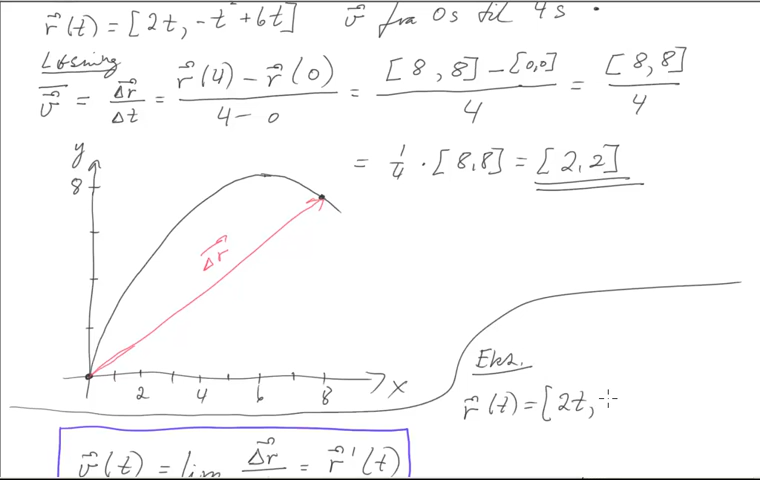 r⃗(t) = [2t, -t² + 6t]   v⃗ fra 0s til 4s .
Løsning
v⃗ = Δr⃗/Δt = (r⃗(4) - r⃗(0))/(4 - 0) = ([8, 8] - [0,0])/4 = [8, 8]/4
= 1/4 · [8,8] = [2,2]
y
8
Δr⃗
2 4 6 8 x
Eks.
r⃗(t) = [2t,
v⃗(t) = lim Δr⃗ = r⃗'(t)